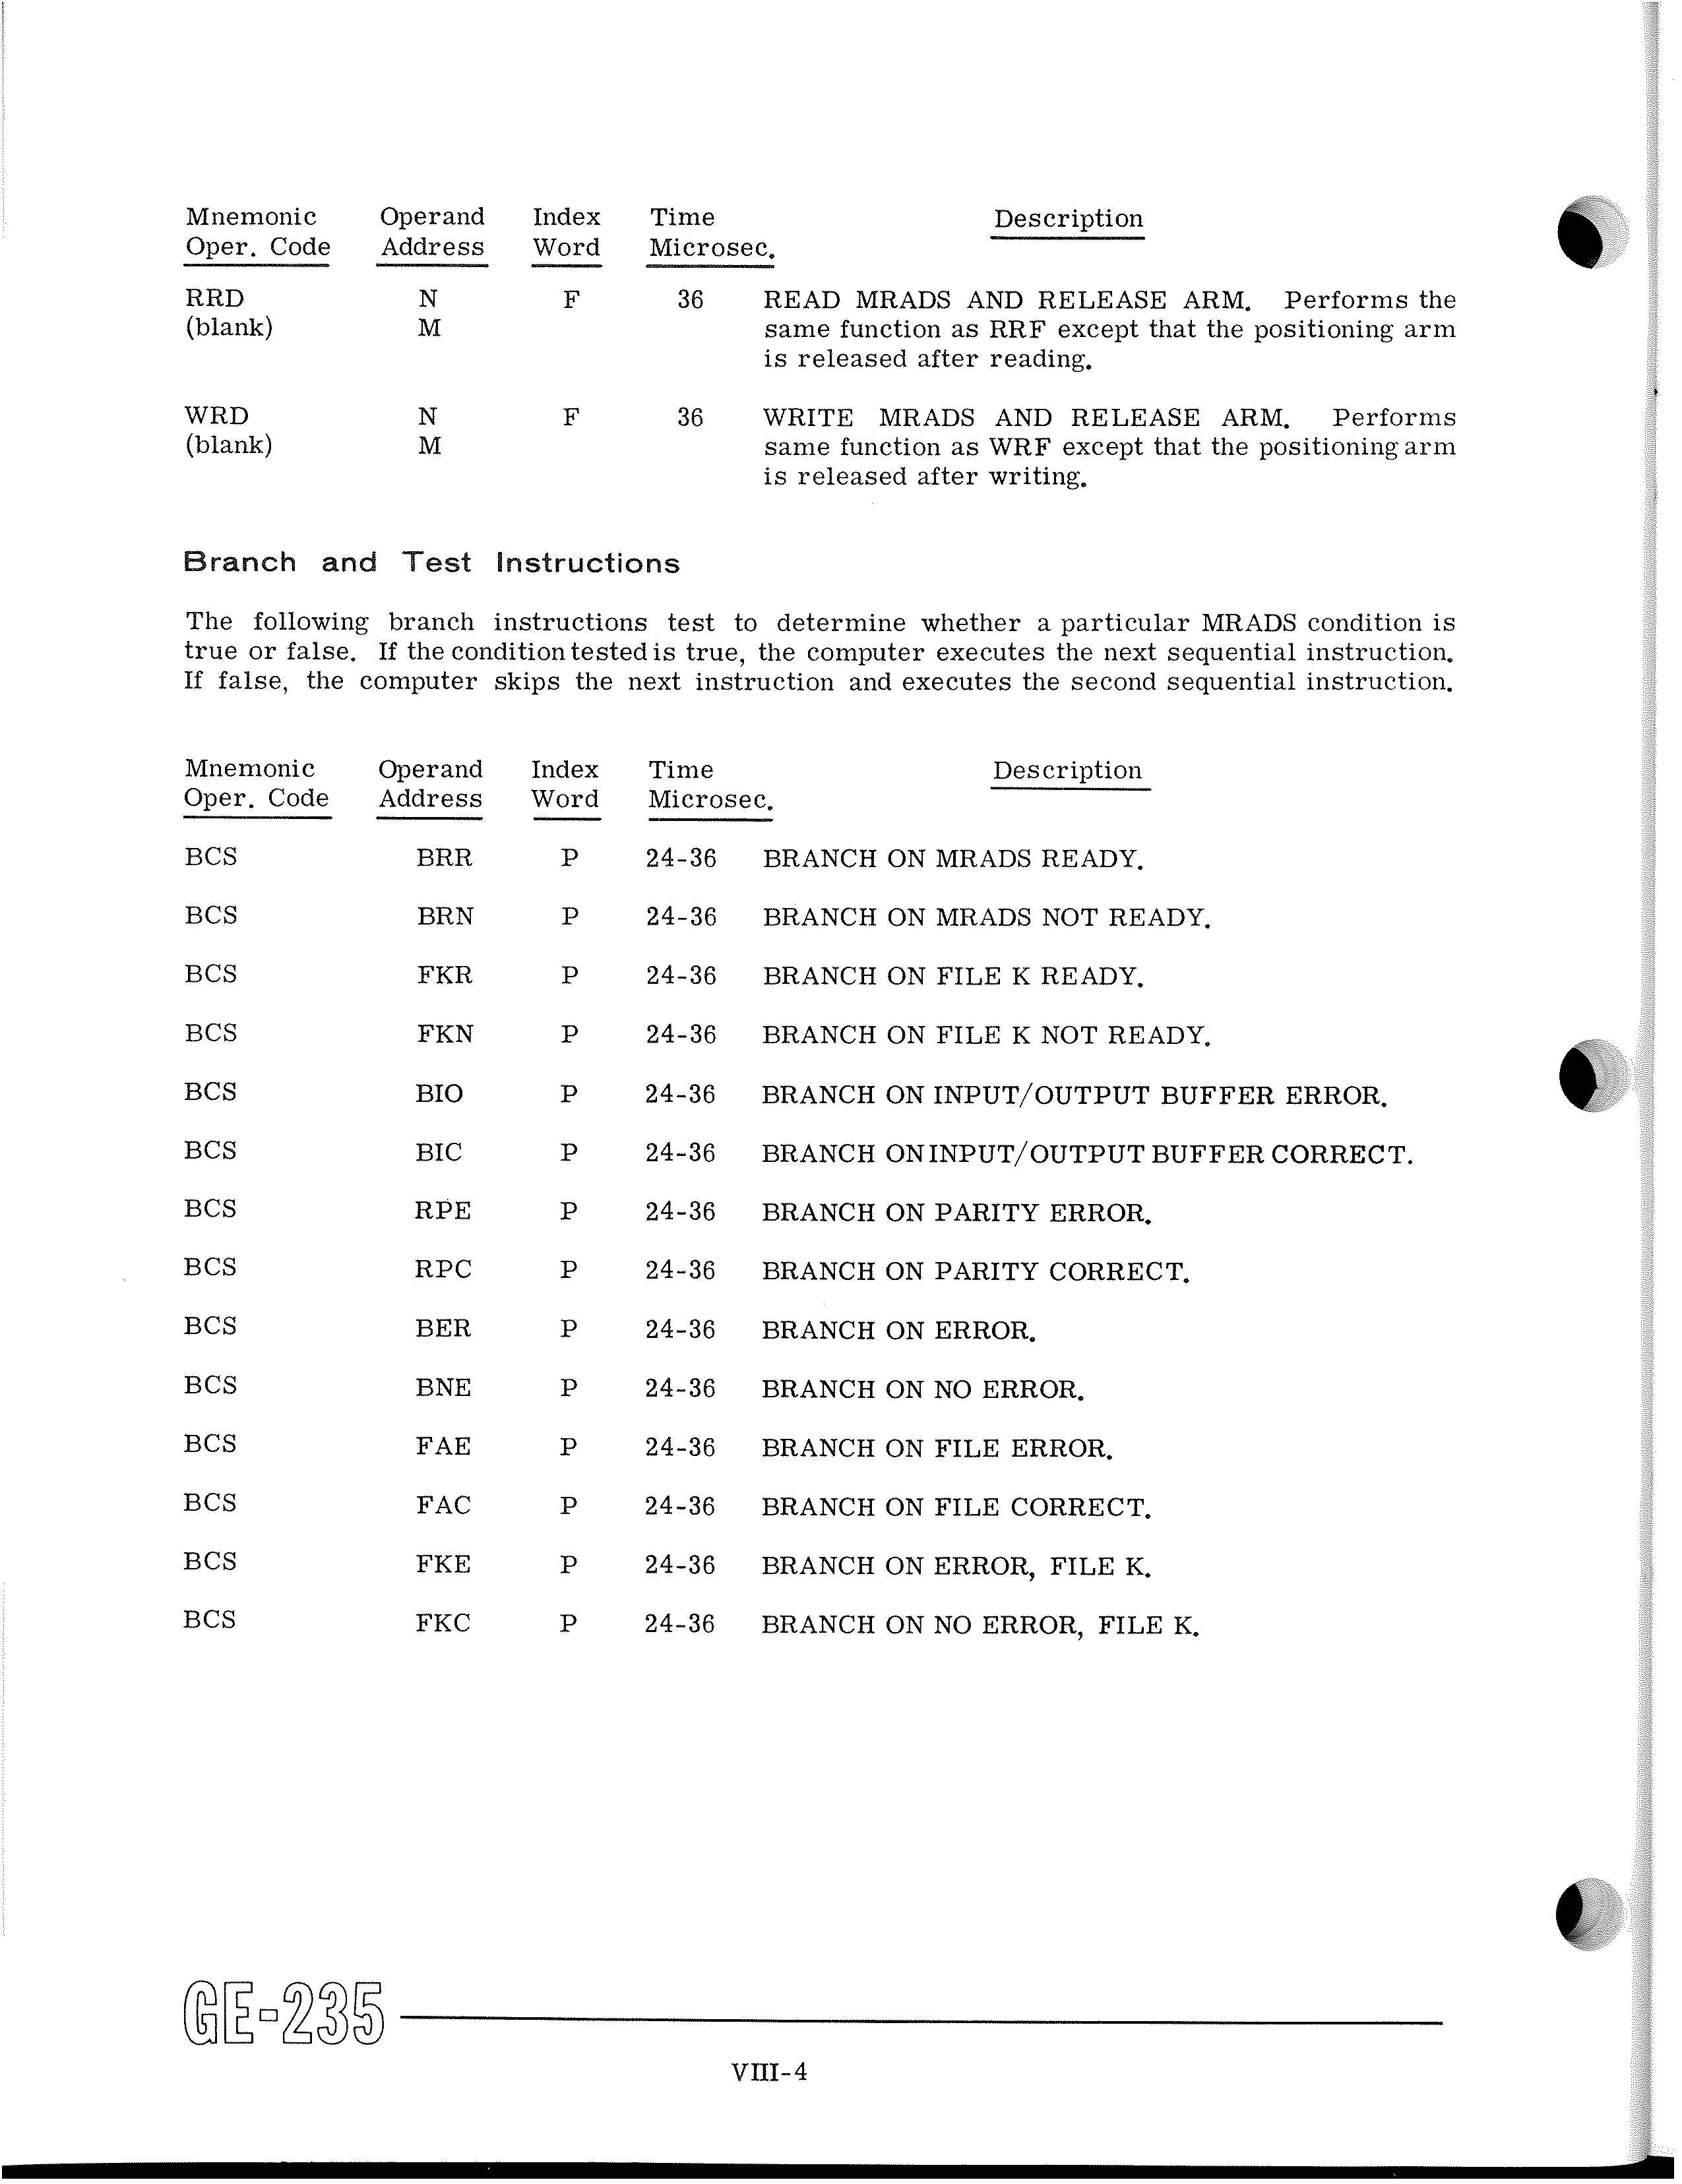 Mnemonic Operand Index Time Description
Oper. Code Address Word Microsec.
RRD N F 36 READ MRADS AND RELEASE ARM. Performs the
(blank) M same function as RRF except that the positioning arm
is released after reading.
WRD N F 36 WRITE MRADS AND RELEASE ARM. Performs
(blank) M same function as WRF except that the positioning arm
is released after writing.
Branch and Test Instructions
The following branch instructions test to determine whether a particular MRADS condition is
true or false. If the condition tested is true, the computer executes the next sequential instruction.
If false, the computer skips the next instruction and executes the second sequential instruction.
Mnemonic Operand Index Time Description
Oper. Code Address Word Microsec.
BCS BRR P 24-36 BRANCH ON MRADS READY.
BCS BRN P 24-36 BRANCH ON MRADS NOT READY.
BCS FKR P 24-36 BRANCH ON FILE K READY.
BCS FKN P 24-36 BRANCH ON FILE K NOT READY.
BCS BIO P 24-36 BRANCH ON INPUT/OUTPUT BUFFER ERROR.
BCS BIC P 24-36 BRANCH ON INPUT/OUTPUT BUFFER CORRECT.
BCS RPE P 24-36 BRANCH ON PARITY ERROR.
BCS RPC P 24-36 BRANCH ON PARITY CORRECT.
BCS BER P 24-36 BRANCH ON ERROR.
BCS BNE P 24-36 BRANCH ON NO ERROR.
BCS FAE P 24-36 BRANCH ON FILE ERROR.
BCS FAC P 24-36 BRANCH ON FILE CORRECT.
BCS FKE P 24-36 BRANCH ON ERROR, FILE K.
BCS FKC P 24-36 BRANCH ON NO ERROR, FILE K.
GE-235
VIII-4